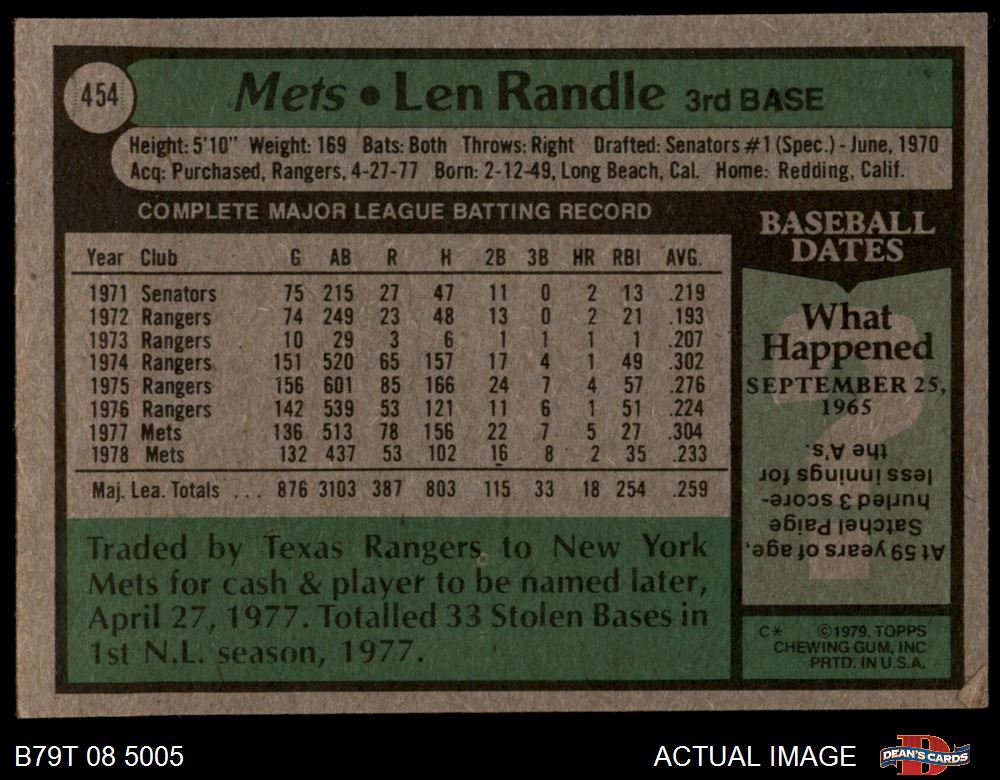 454
Mets • Len Randle 3rd BASE
Height: 5'10" Weight: 169 Bats: Both Throws: Right Drafted: Senators #1 (Spec.) - June, 1970
Acq: Purchased, Rangers, 4-27-77 Born: 2-12-49, Long Beach, Cal. Home: Redding, Calif.
COMPLETE MAJOR LEAGUE BATTING RECORD
Year Club G AB R H 2B 3B HR RBI AVG.
1971 Senators 75 215 27 47 11 0 2 13 .219
1972 Rangers 74 249 23 48 13 0 2 21 .193
1973 Rangers 10 29 3 6 1 1 1 1 .207
1974 Rangers 151 520 65 157 17 4 1 49 .302
1975 Rangers 156 601 85 166 24 7 4 57 .276
1976 Rangers 142 539 53 121 11 6 1 51 .224
1977 Mets 136 513 78 156 22 7 5 27 .304
1978 Mets 132 437 53 102 16 8 2 35 .233
Maj. Lea. Totals ... 876 3103 387 803 115 33 18 254 .259
Traded by Texas Rangers to New York
Mets for cash & player to be named later,
April 27, 1977. Totalled 33 Stolen Bases in
1st N.L. season, 1977.
BASEBALL
DATES
What
Happened
SEPTEMBER 25,
1965
At 59 years of age,
Satchel Paige
hurled 3 score-
less innings for
the A's.
C* ©1979, TOPPS
CHEWING GUM, INC
PRTD. IN U.S.A.
B79T 08 5005
ACTUAL IMAGE
D
DEAN'S CARDS